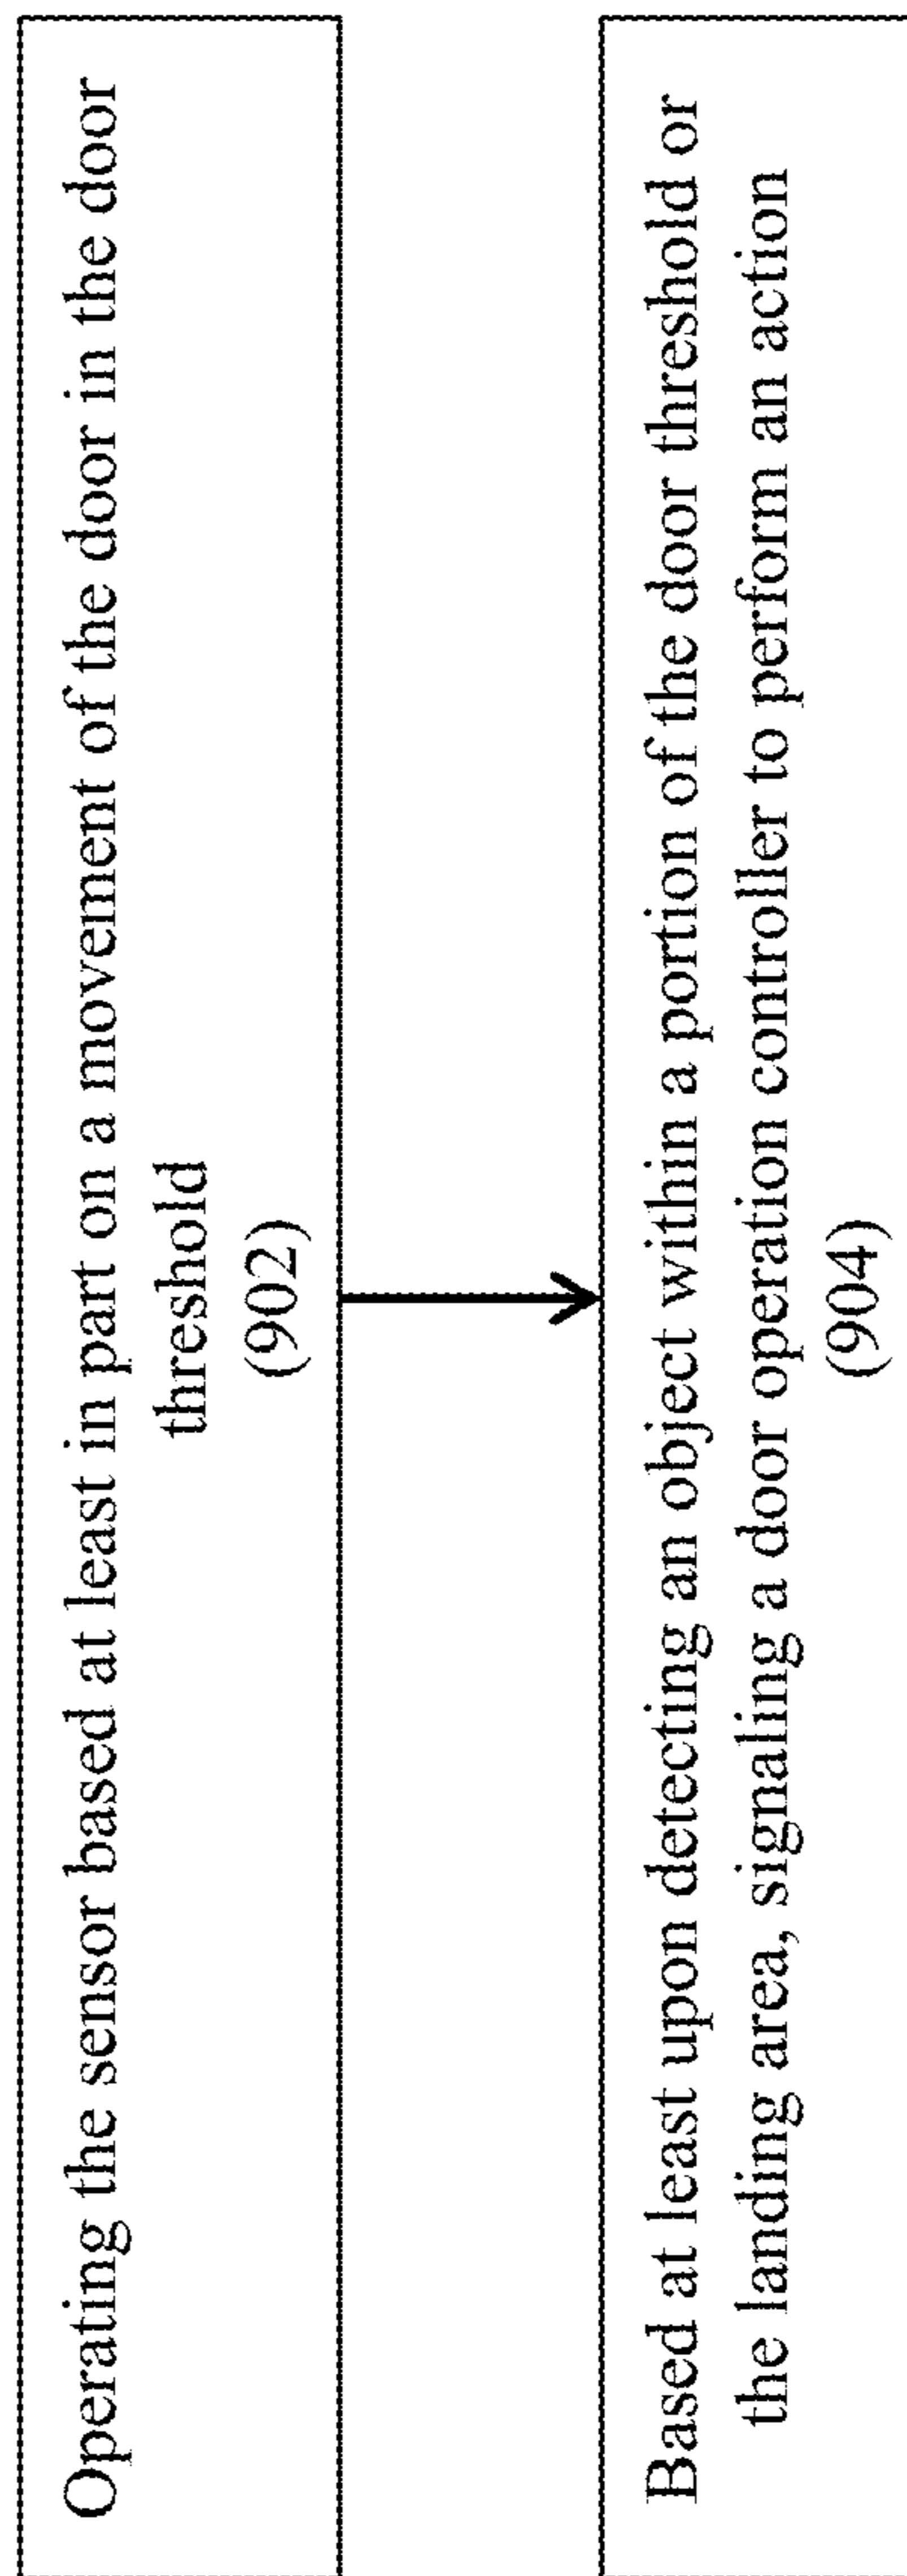 Operating the sensor based at least in part on a movement of the door in the door
threshold
(902)
Based at least upon detecting an object within a portion of the door threshold or
the landing area, signaling a door operation controller to perform an action
(904)